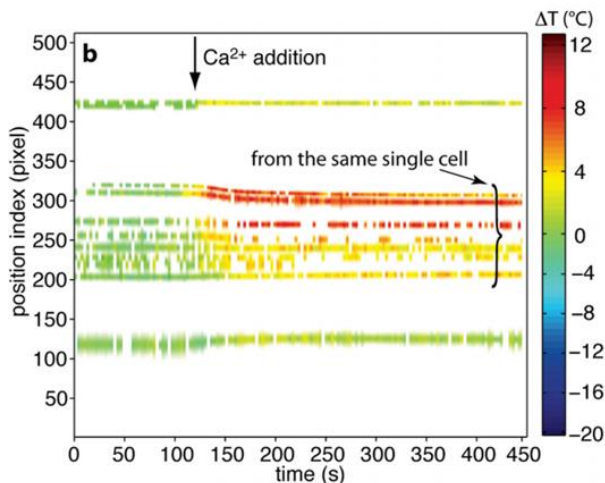 ΔT (°C)
b
Ca²⁺ addition
from the same single cell
position index (pixel)
500
450
400
350
300
250
200
150
100
50
0 50 100 150 200 250 300 350 400 450
time (s)
12
8
4
0
−4
−8
−12
−16
−20